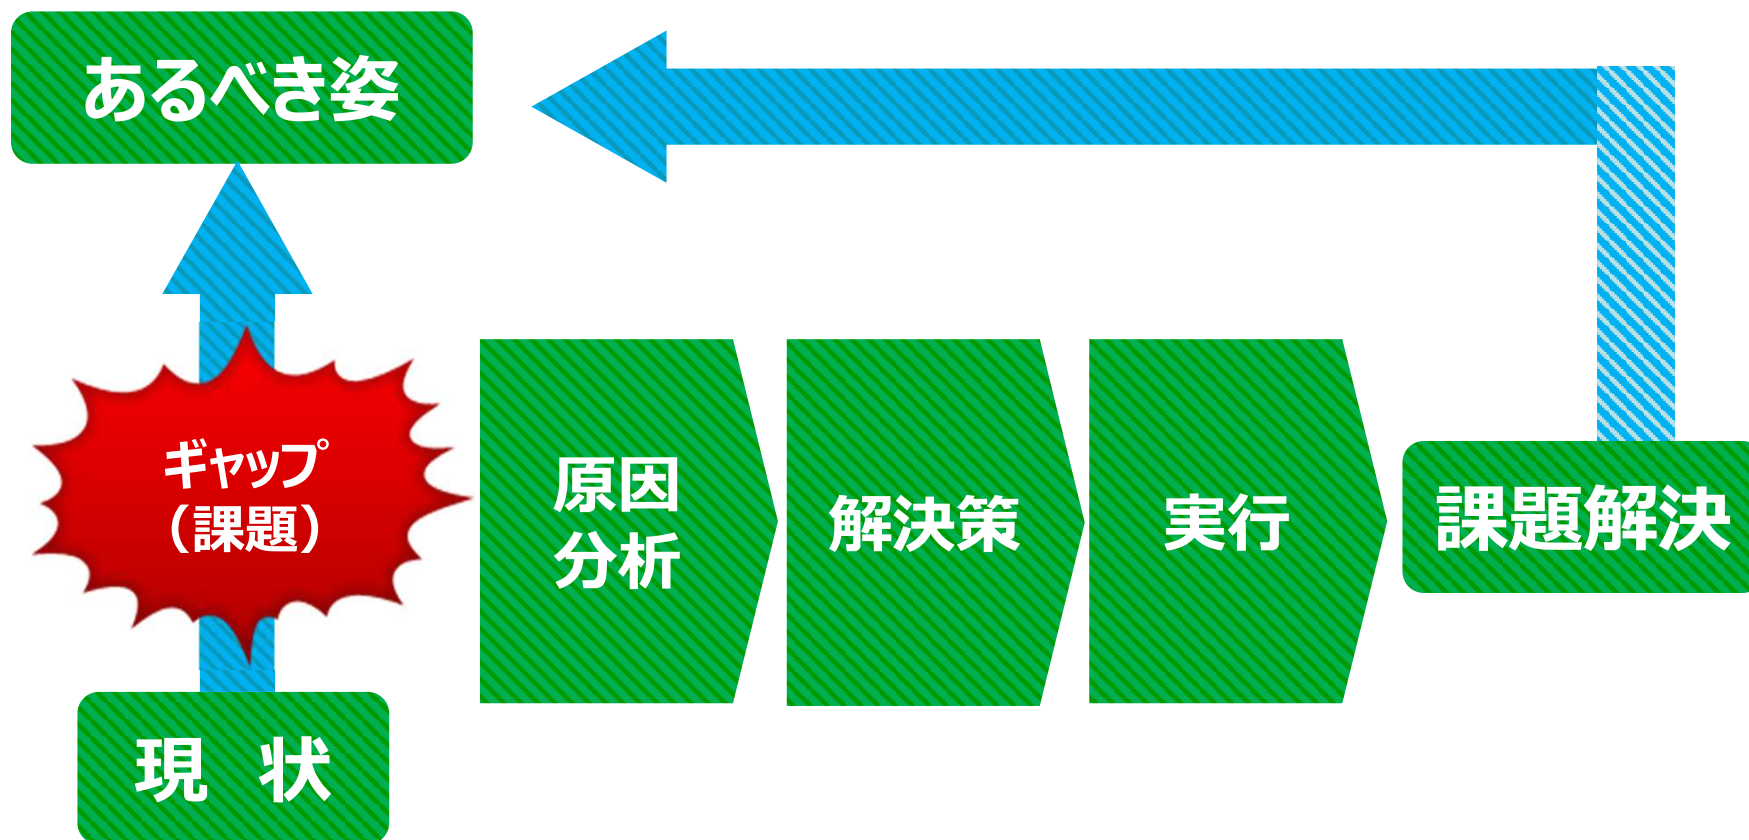 あるべき姿
ギャップ
（課題）
原因
分析
解決策
実行
課題解決
現　状